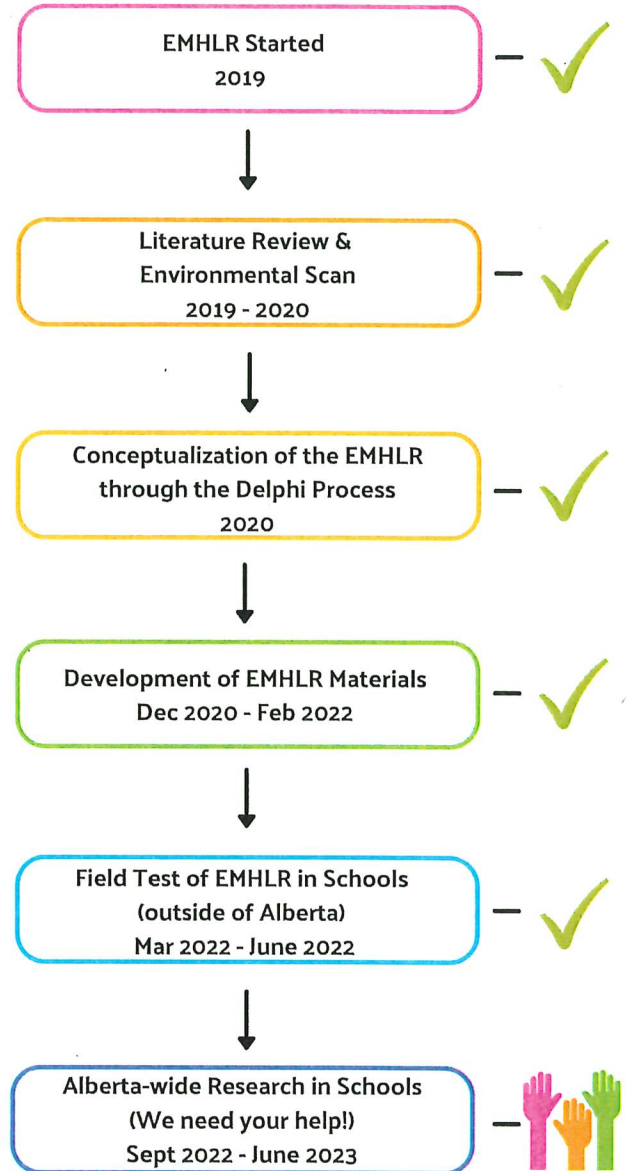 EMHLR Started
2019
Literature Review &
Environmental Scan
2019 - 2020
Conceptualization of the EMHLR
through the Delphi Process
2020
Development of EMHLR Materials
Dec 2020 - Feb 2022
Field Test of EMHLR in Schools
(outside of Alberta)
Mar 2022 - June 2022
Alberta-wide Research in Schools
(We need your help!)
Sept 2022 - June 2023